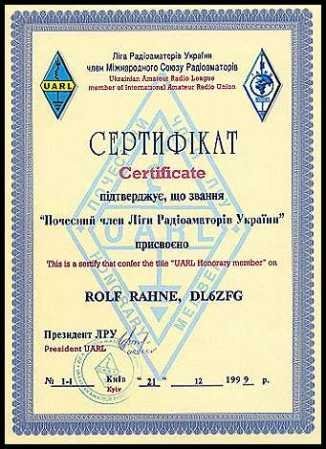 Ліга Радіоаматорів України
член Міжнародного Союзу Радіоаматорів
Ukrainian Amateur Radio League
member of International Amateur Radio Union
UARL
СЕРТИФІКАТ
Certificate
підтверджує, що звання
"Почесний член Ліги Радіоаматорів України"
присвоєно
This is a certify that confer the title "UARL Honorary member" on
ROLF RAHNE, DL6ZFG
Президент ЛРУ
President UARL
№ 1-1 Київ "21" 12 1999 р.
Kyiv
UARL